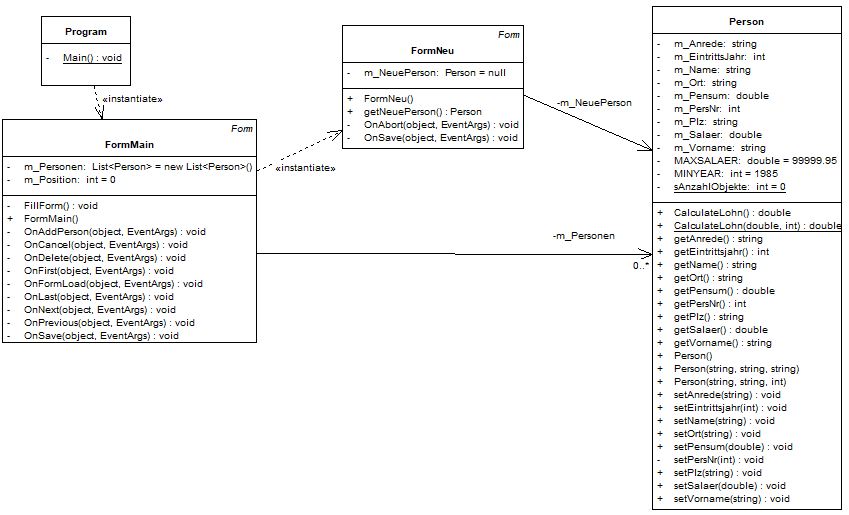 Program
- Main() : void
«instantiate»
Form
FormMain
- m_Personen: List<Person> = new List<Person>()
- m_Position: int = 0
- FillForm() : void
+ FormMain()
- OnAddPerson(object, EventArgs) : void
- OnCancel(object, EventArgs) : void
- OnDelete(object, EventArgs) : void
- OnFirst(object, EventArgs) : void
- OnFormLoad(object, EventArgs) : void
- OnLast(object, EventArgs) : void
- OnNext(object, EventArgs) : void
- OnPrevious(object, EventArgs) : void
- OnSave(object, EventArgs) : void
«instantiate»
Form
FormNeu
- m_NeuePerson: Person = null
+ FormNeu()
+ getNeuePerson() : Person
- OnAbort(object, EventArgs) : void
- OnSave(object, EventArgs) : void
-m_NeuePerson
-m_Personen
0..*
Person
- m_Anrede: string
- m_EintrittsJahr: int
- m_Name: string
- m_Ort: string
- m_Pensum: double
- m_PersNr: int
- m_Plz: string
- m_Salaer: double
- m_Vorname: string
- MAXSALAER: double = 99999.95
- MINYEAR: int = 1985
- sAnzahlObjekte: int = 0
+ CalculateLohn() : double
+ CalculateLohn(double, int) : double
+ getAnrede() : string
+ getEintrittsjahr() : int
+ getName() : string
+ getOrt() : string
+ getPensum() : double
+ getPersNr() : int
+ getPlz() : string
+ getSalaer() : double
+ getVorname() : string
+ Person()
+ Person(string, string, string)
+ Person(string, string, int)
+ setAnrede(string) : void
+ setEintrittsjahr(int) : void
+ setName(string) : void
+ setOrt(string) : void
+ setPensum(double) : void
- setPersNr(int) : void
+ setPlz(string) : void
+ setSalaer(double) : void
+ setVorname(string) : void